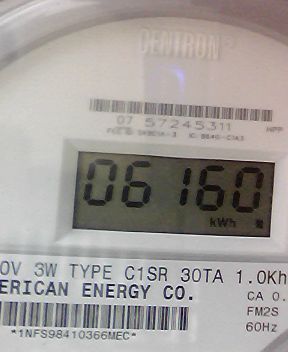 CENTRON®
07 57245311
HPP
06160
kWh
0V 3W TYPE C1SR 30TA 1.0Kh
ERICAN ENERGY CO.
CA 0.
FM2S
60Hz
*1NFS98410366MEC*